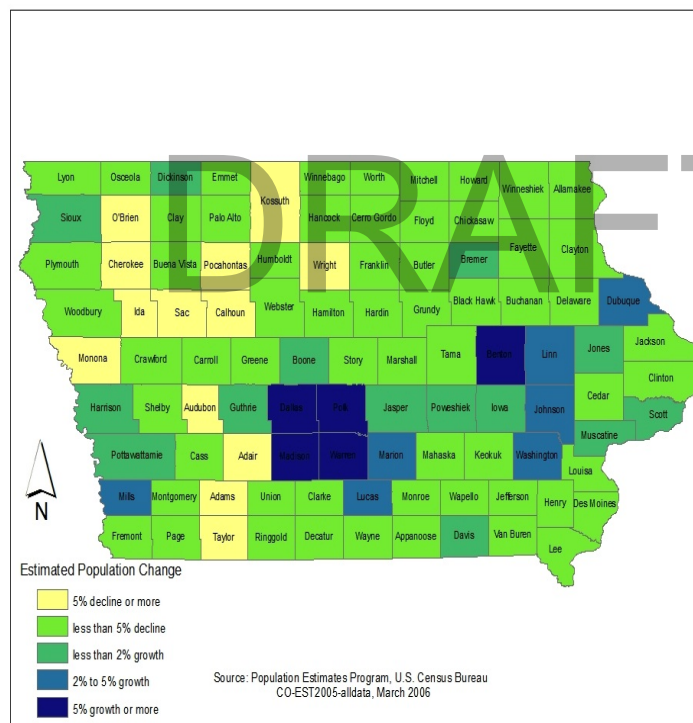 DRAFT
Lyon Osceola Dickinson Emmet Kossuth Winnebago Worth Mitchell Howard Winneshiek Allamakee
Sioux O'Brien Clay Palo Alto Hancock Cerro Gordo Floyd Chickasaw
Plymouth Cherokee Buena Vista Pocahontas Humboldt Wright Franklin Butler Bremer Fayette Clayton
Woodbury Ida Sac Calhoun Webster Hamilton Hardin Grundy Black Hawk Buchanan Delaware Dubuque
Monona Crawford Carroll Greene Boone Story Marshall Tama Benton Linn Jones Jackson
Clinton
Harrison Shelby Audubon Guthrie Dallas Polk Jasper Poweshiek Iowa Johnson Cedar Scott
Muscatine
Pottawattamie Cass Adair Madison Warren Marion Mahaska Keokuk Washington Louisa
Mills Montgomery Adams Union Clarke Lucas Monroe Wapello Jefferson Henry Des Moines
Fremont Page Taylor Ringgold Decatur Wayne Appanoose Davis Van Buren Lee
N
Estimated Population Change
5% decline or more
less than 5% decline
less than 2% growth
2% to 5% growth
5% growth or more
Source: Population Estimates Program, U.S. Census Bureau
CO-EST2005-alldata, March 2006